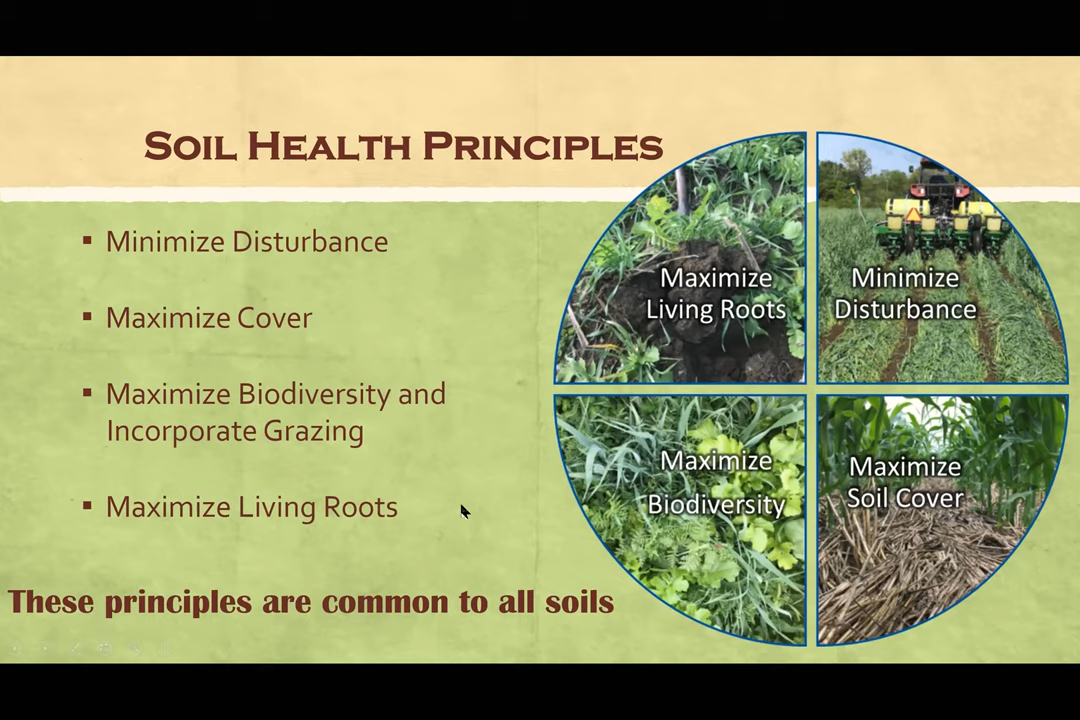 Soil Health Principles
Minimize Disturbance
Maximize Cover
Maximize Biodiversity and
Incorporate Grazing
Maximize Living Roots
These principles are common to all soils
Maximize
Living Roots
Minimize
Disturbance
Maximize
Biodiversity
Maximize
Soil Cover